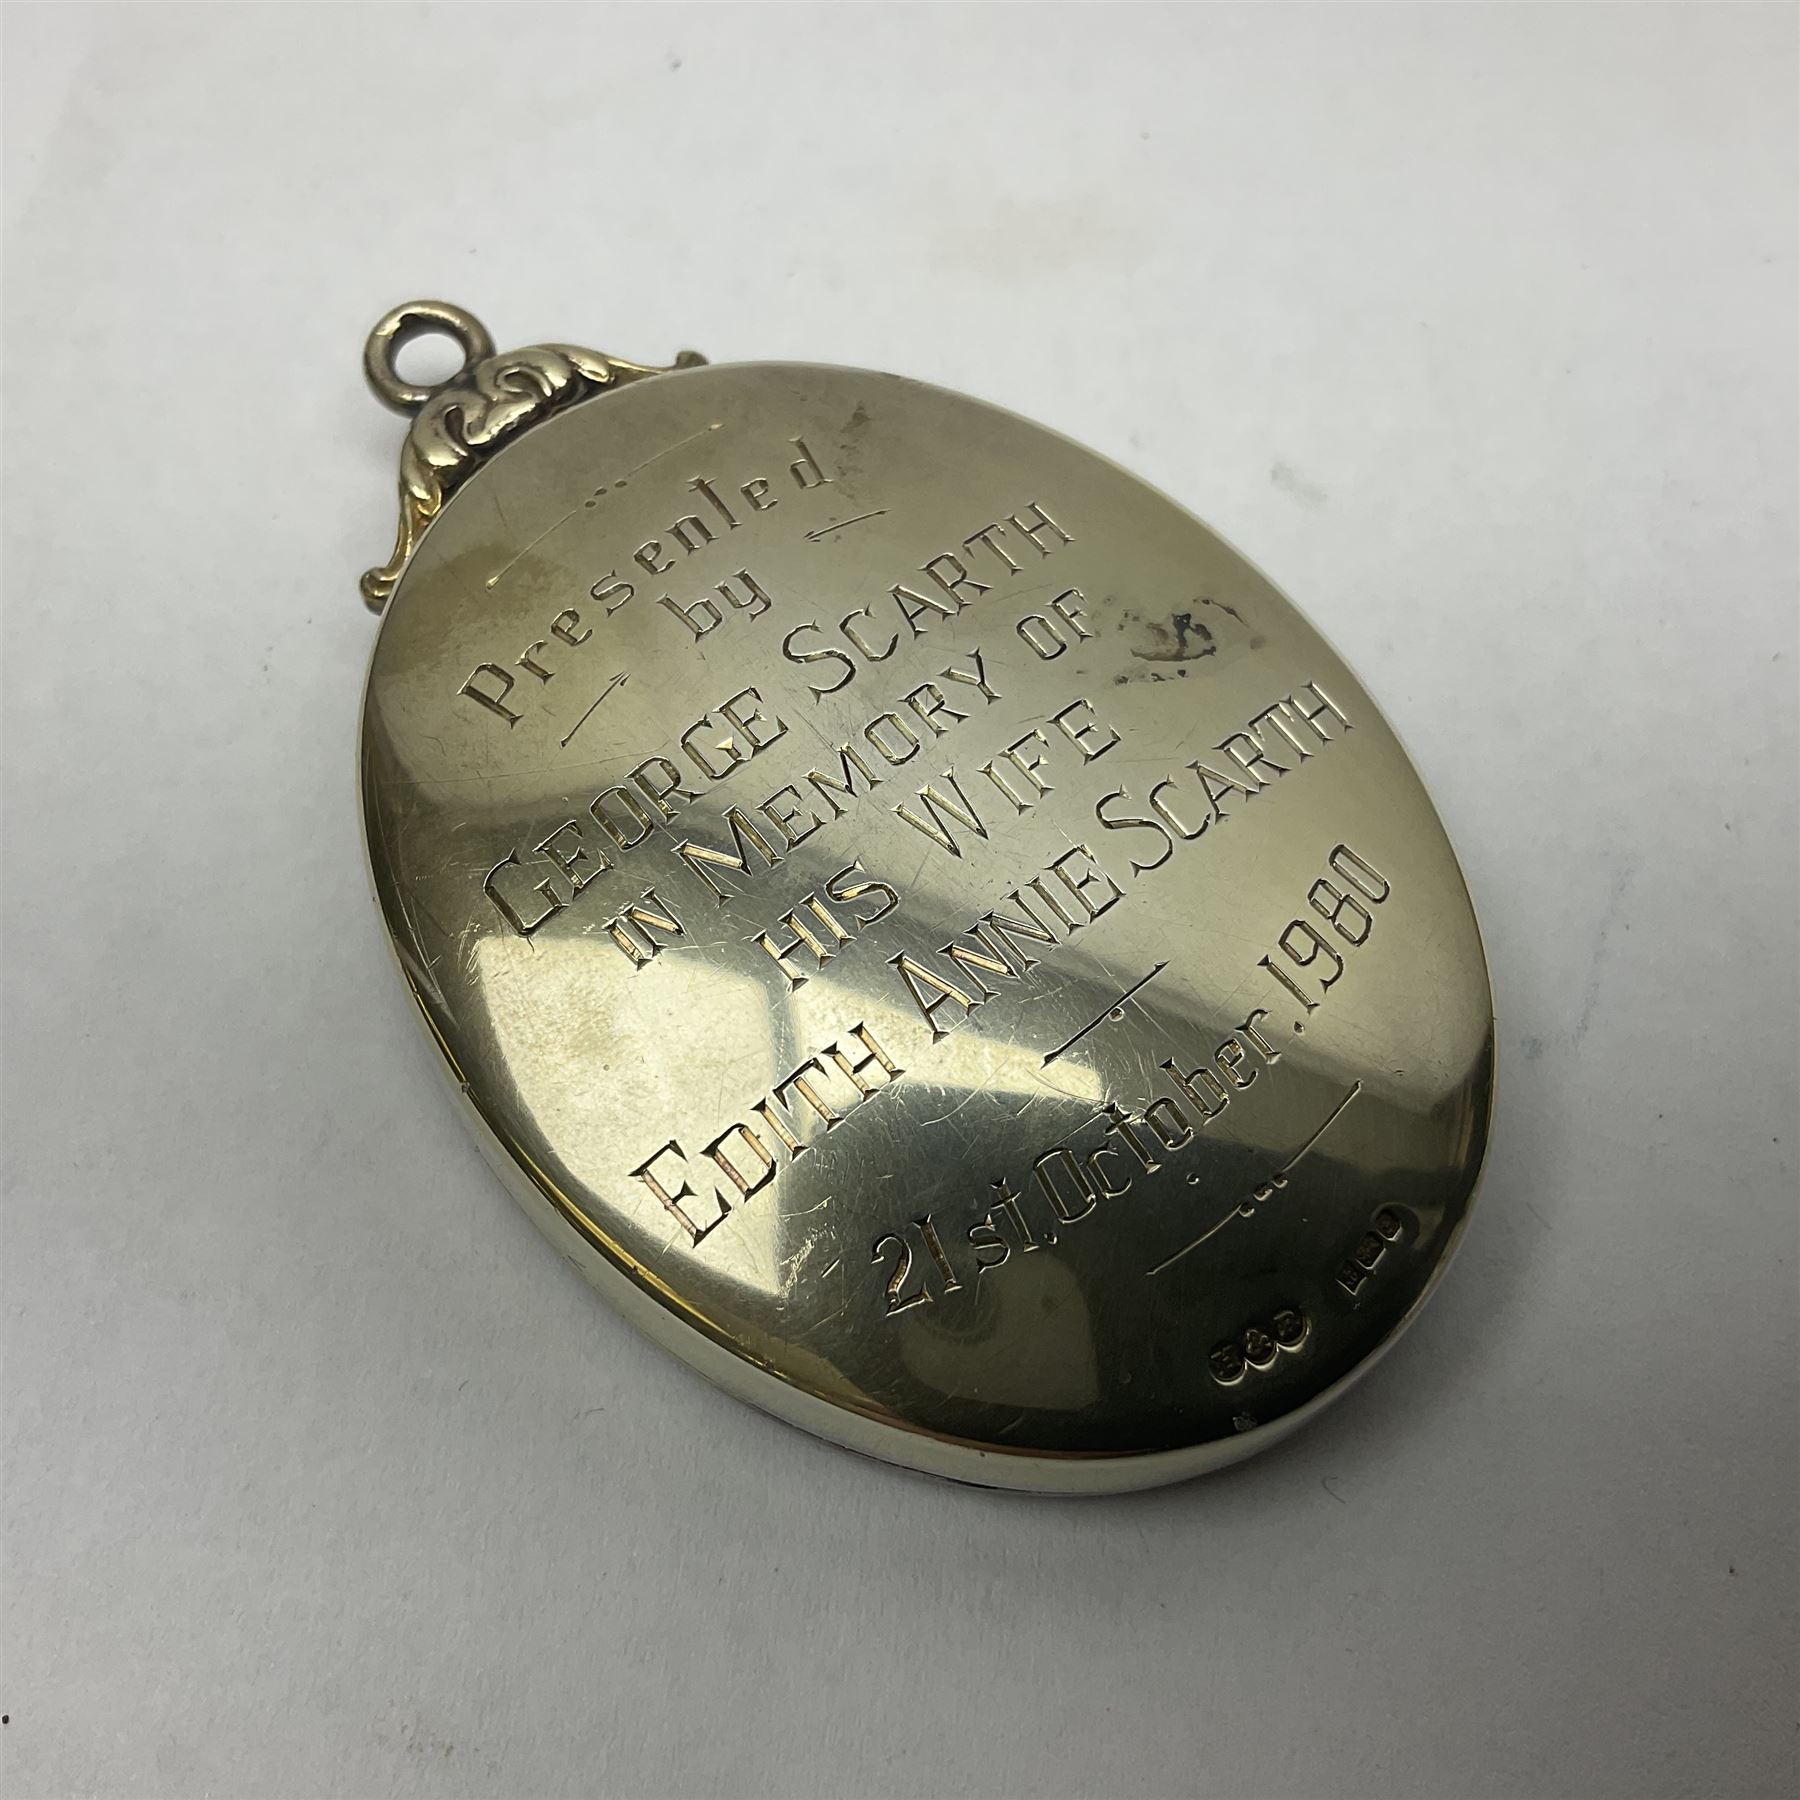 Presented
by
GEORGE SCARTH
IN MEMORY OF
HIS WIFE
EDITH ANNIE SCARTH
21st. October. 1980
H & F